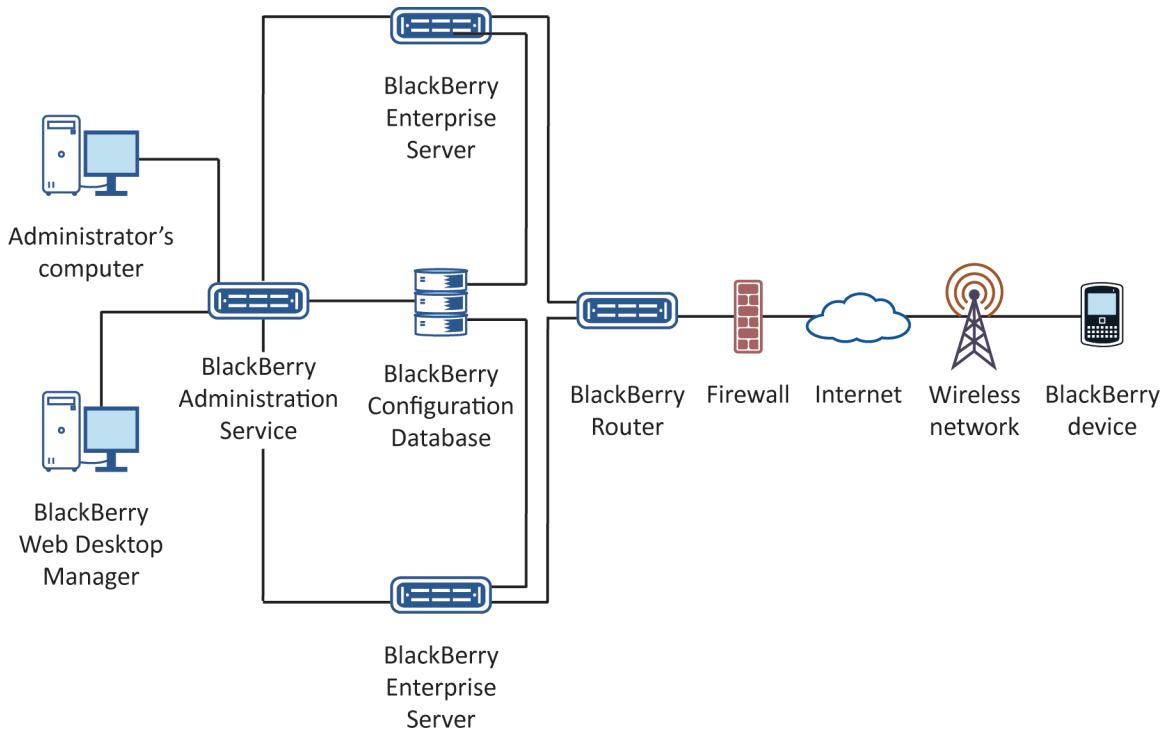 BlackBerry
Enterprise
Server
Administrator’s
computer
BlackBerry
Administration
Service
BlackBerry
Configuration
Database
BlackBerry
Router
Firewall
Internet
Wireless
network
BlackBerry
device
BlackBerry
Web Desktop
Manager
BlackBerry
Enterprise
Server